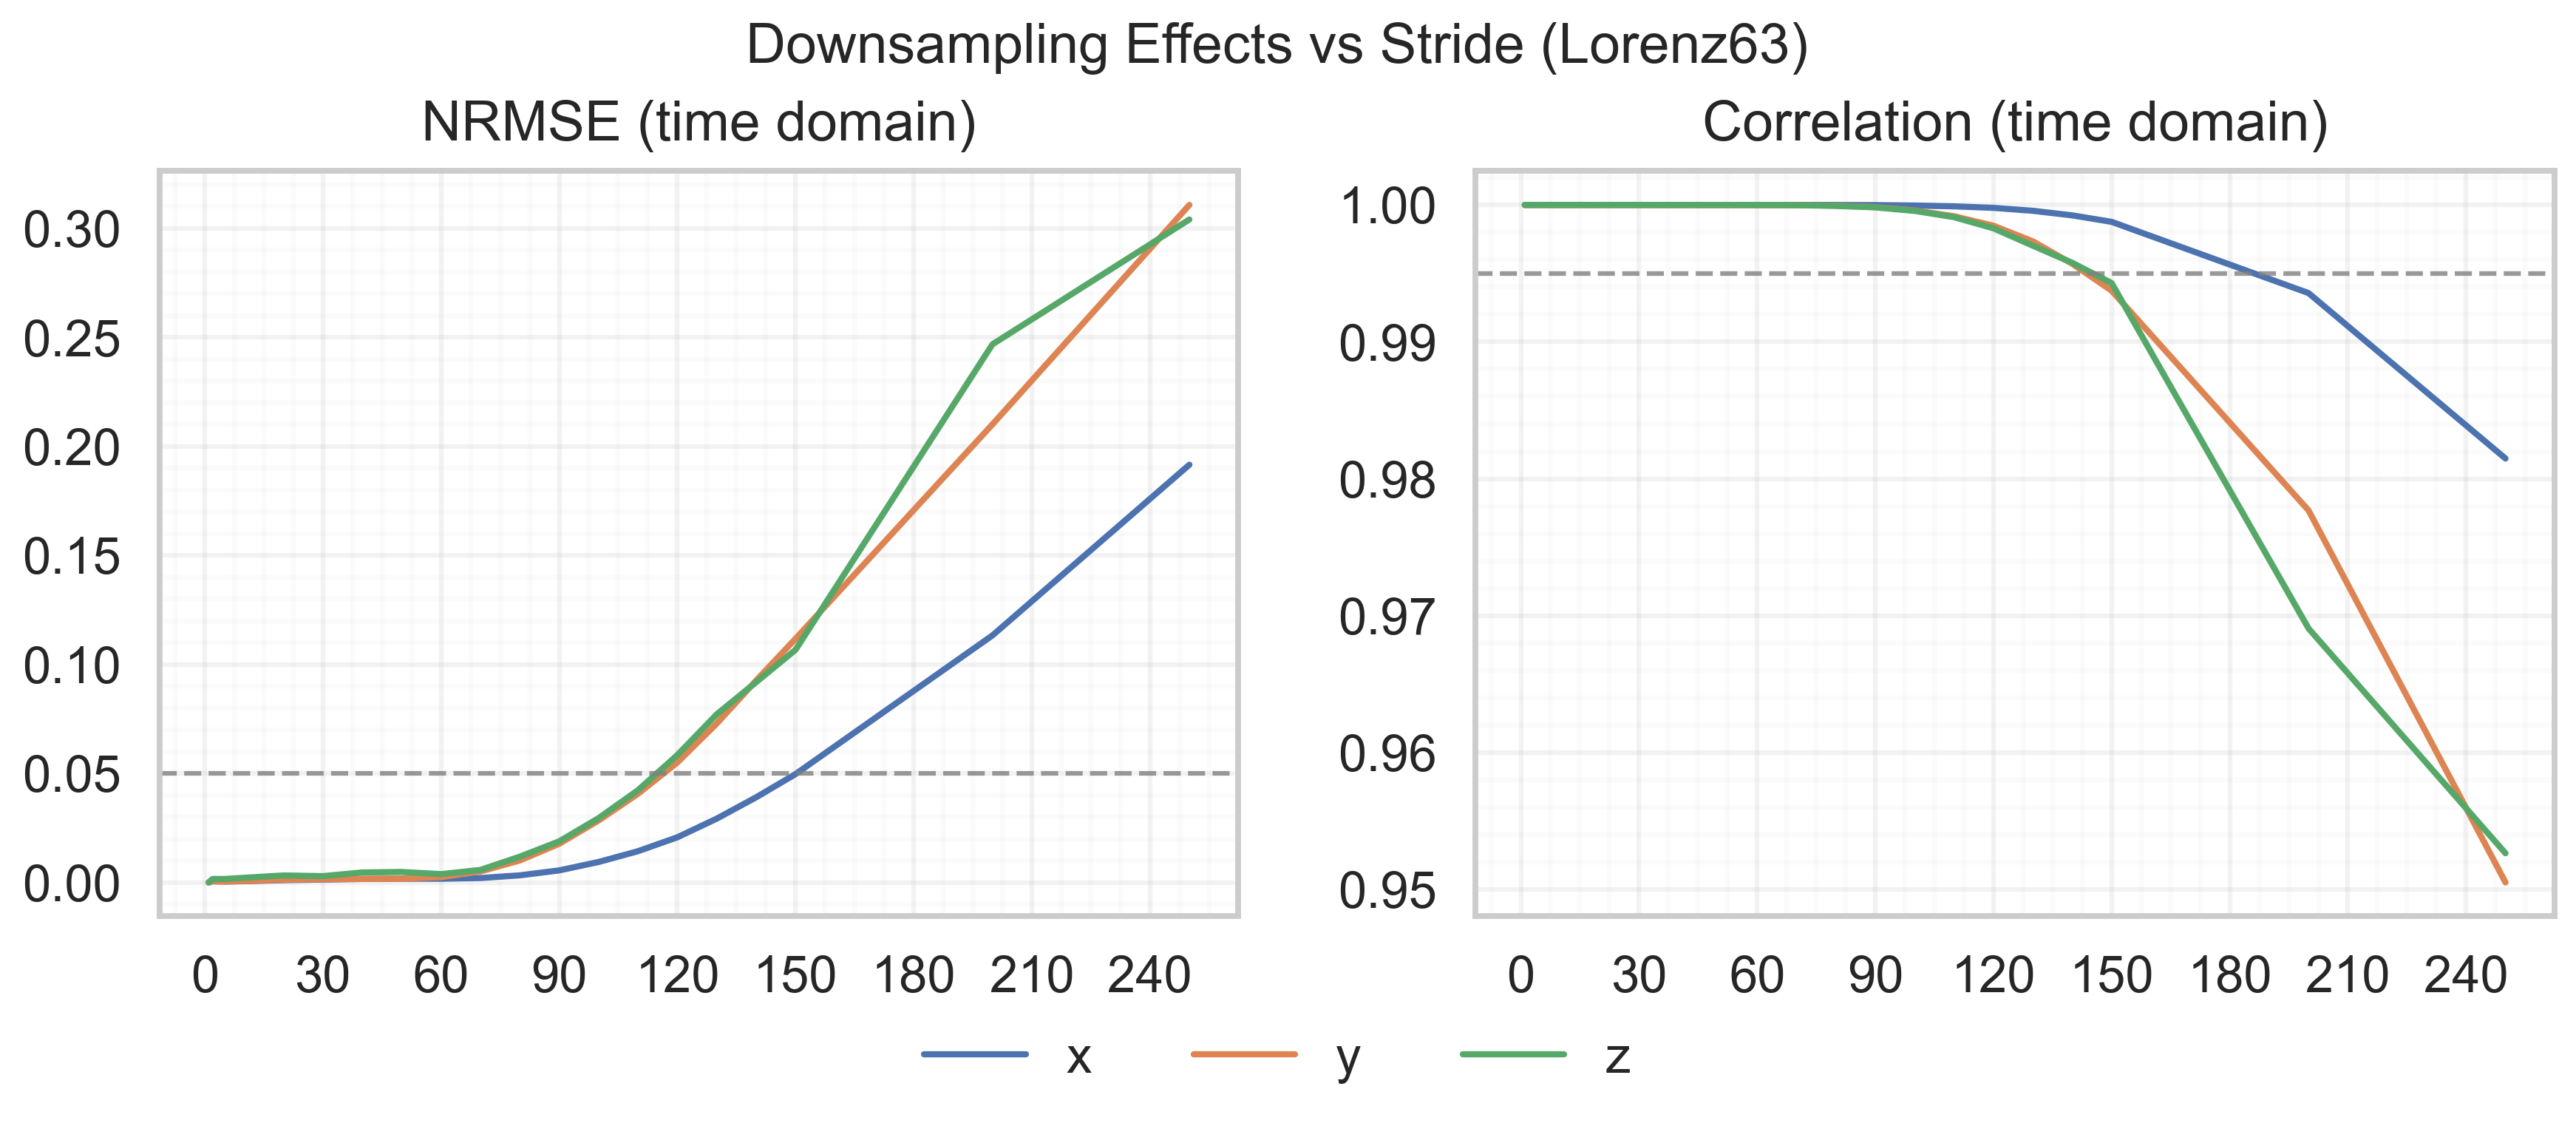 Downsampling Effects vs Stride (Lorenz63)
NRMSE (time domain)
0.30
0.25
0.20
0.15
0.10
0.05
0.00
0 30 60 90 120 150 180 210 240
Correlation (time domain)
1.00
0.99
0.98
0.97
0.96
0.95
0 30 60 90 120 150 180 210 240
x y z